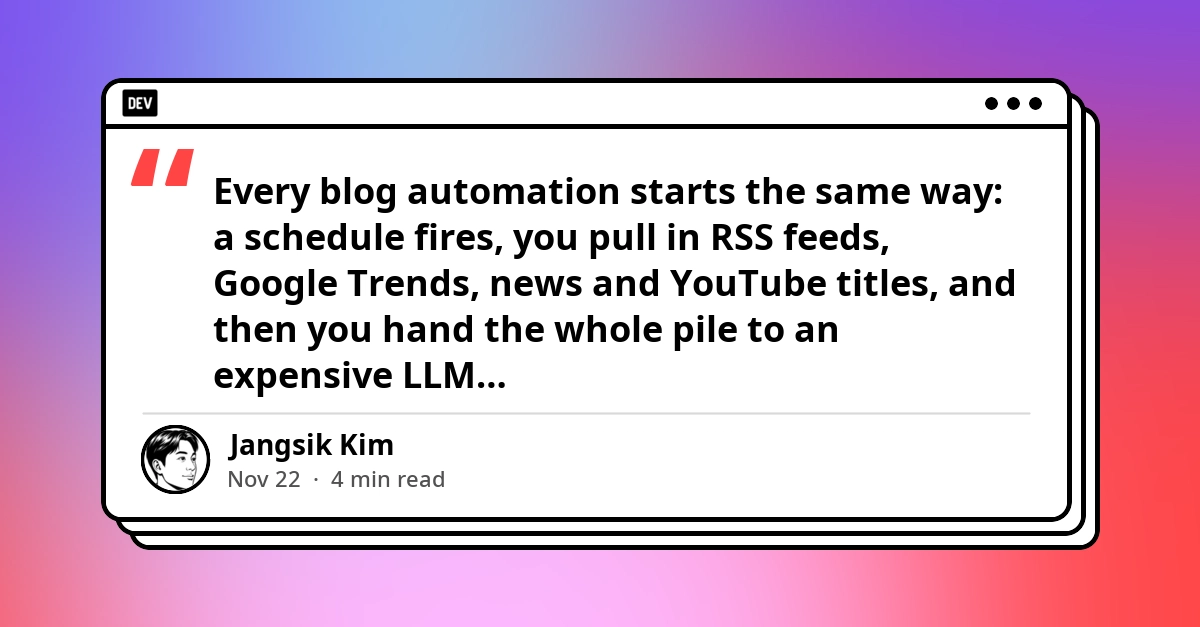 DEV
“
Every blog automation starts the same way:
a schedule fires, you pull in RSS feeds,
Google Trends, news and YouTube titles, and
then you hand the whole pile to an
expensive LLM...
Jangsik Kim
Nov 22 · 4 min read